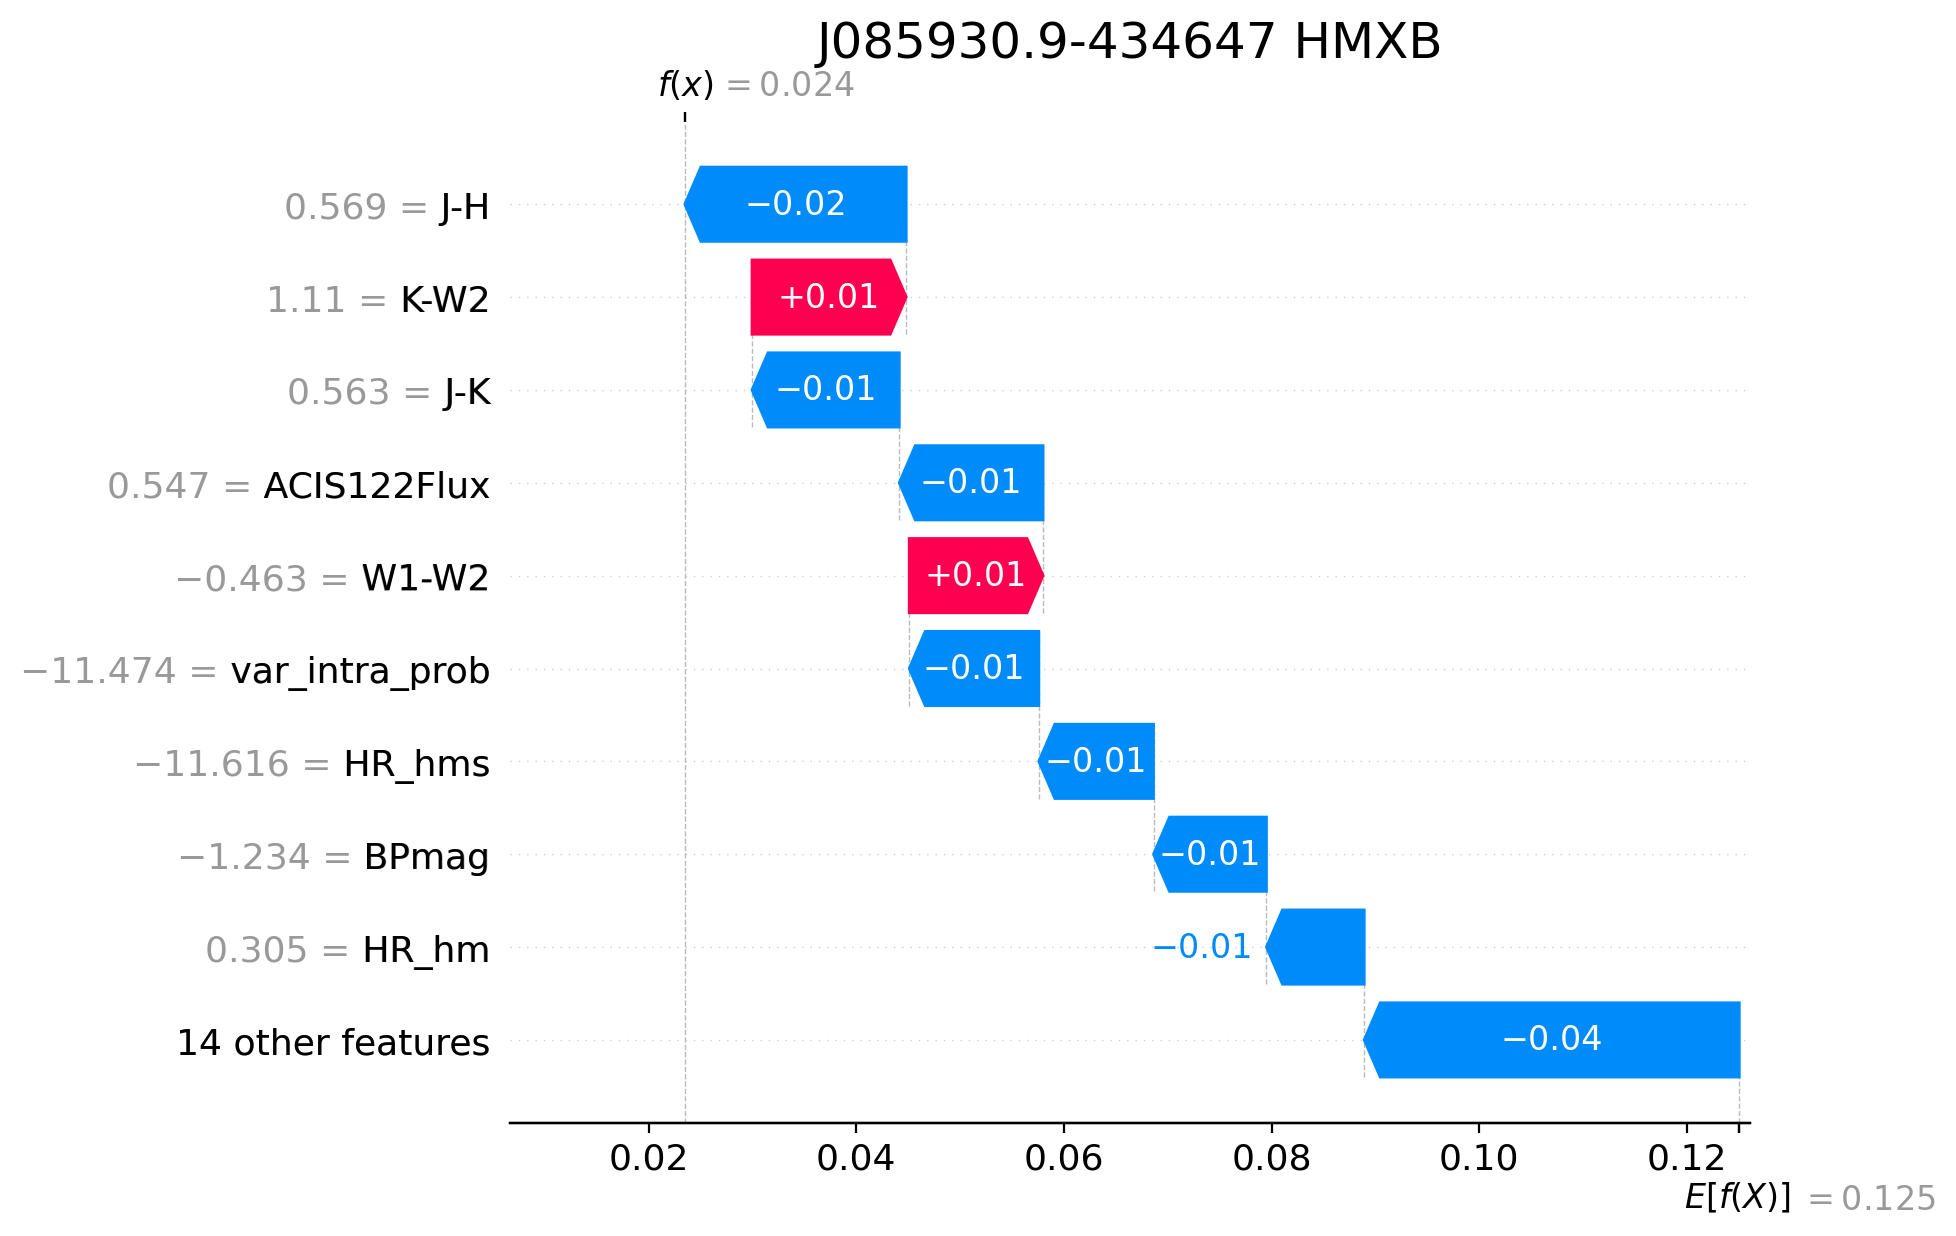 J085930.9-434647 HMXB
f(x) = 0.024
0.569 = J-H −0.02
1.11 = K-W2 +0.01
0.563 = J-K −0.01
0.547 = ACIS122Flux −0.01
−0.463 = W1-W2 +0.01
−11.474 = var_intra_prob −0.01
−11.616 = HR_hms −0.01
−1.234 = BPmag −0.01
0.305 = HR_hm −0.01
14 other features −0.04
0.02 0.04 0.06 0.08 0.10 0.12
E[f(X)] = 0.125